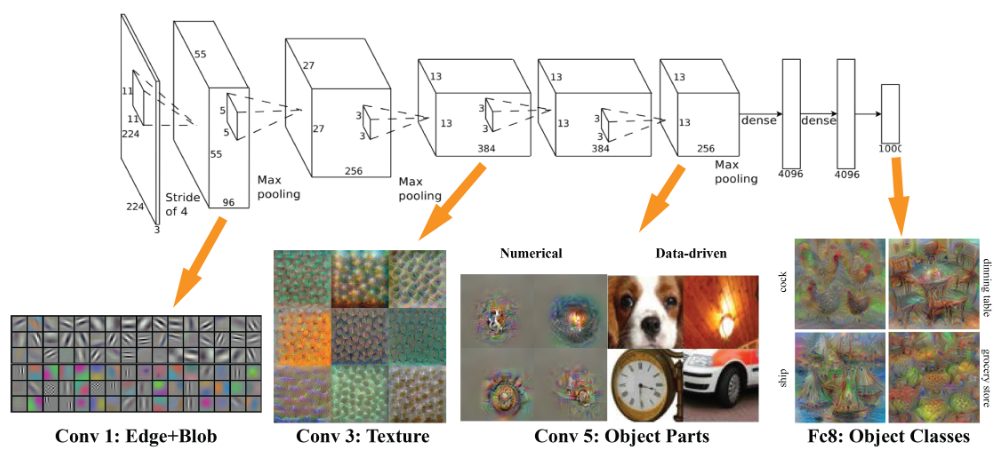 11
11
224
224
3
Stride
of 4
55
55
5
5
96
Max
pooling
27
27
3
3
256
Max
pooling
13
13
3
3
384
13
13
3
3
384
13
13
256
Max
pooling
dense
4096
dense
4096
1000
Numerical
Data-driven
cock
ship
dinning table
grocery store
Conv 1: Edge+Blob
Conv 3: Texture
Conv 5: Object Parts
Fc8: Object Classes